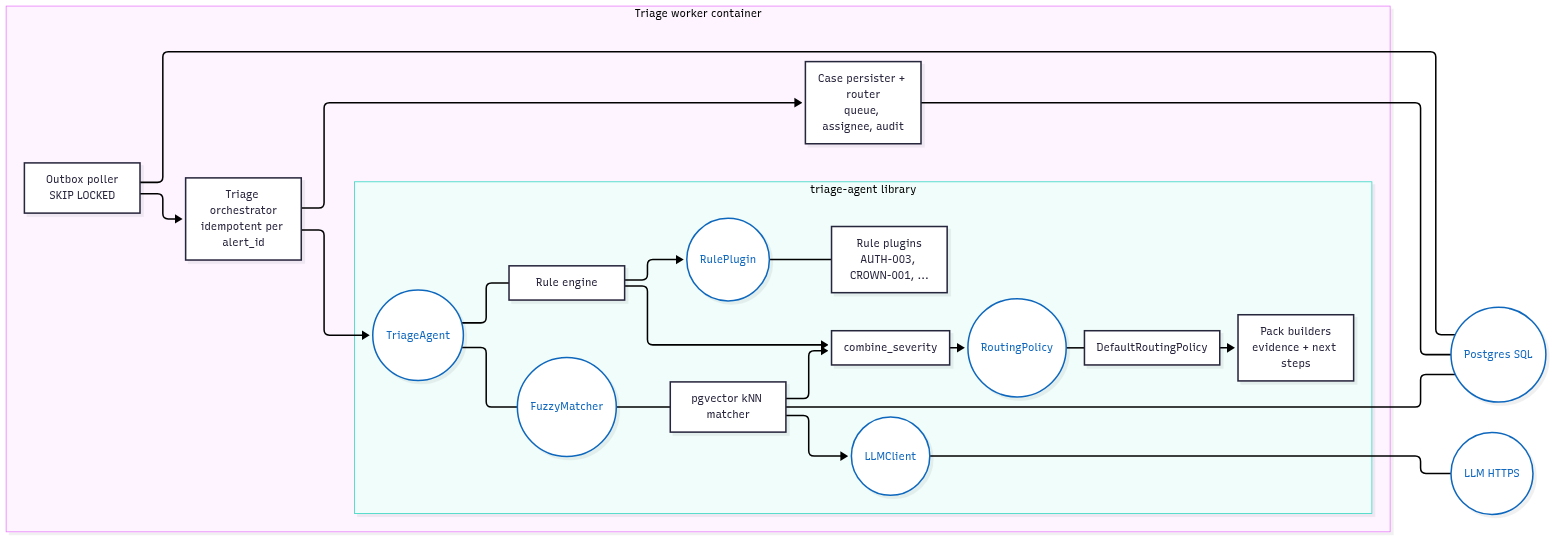 Triage worker container
Case persister +
router
queue,
assignee, audit
Outbox poller
SKIP LOCKED
Triage
orchestrator
idempotent per
alert_id
triage-agent library
RulePlugin
Rule plugins
AUTH-003,
CROWN-001, ...
Rule engine
TriageAgent
combine_severity
RoutingPolicy
DefaultRoutingPolicy
Pack builders
evidence + next
steps
Postgres SQL
FuzzyMatcher
pgvector kNN
matcher
LLMClient
LLM HTTPS